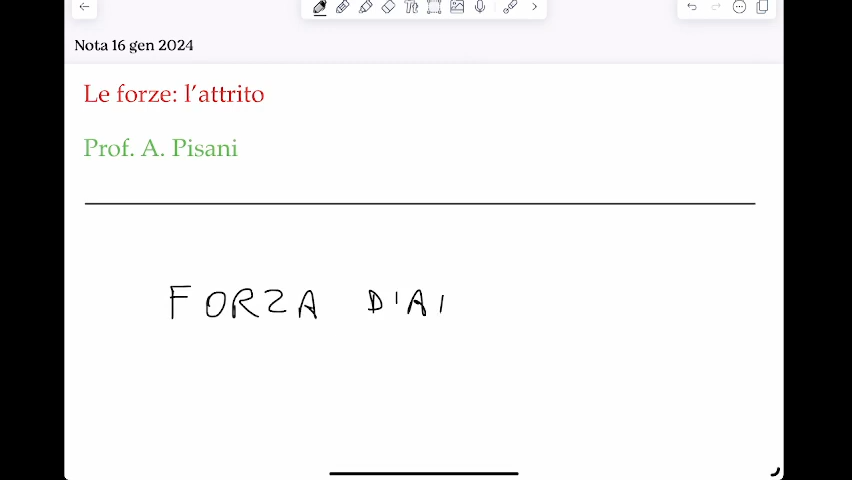 Nota 16 gen 2024
Le forze: l'attrito
Prof. A. Pisani
FORZA D'A